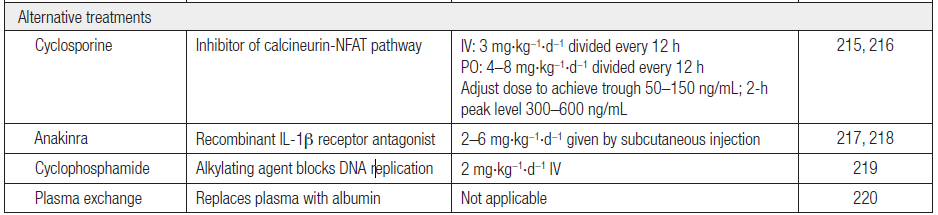 Alternative treatments
Cyclosporine Inhibitor of calcineurin-NFAT pathway IV: 3 mg·kg⁻¹·d⁻¹ divided every 12 h 215, 216
PO: 4–8 mg·kg⁻¹·d⁻¹ divided every 12 h
Adjust dose to achieve trough 50–150 ng/mL; 2-h
peak level 300–600 ng/mL
Anakinra Recombinant IL-1β receptor antagonist 2–6 mg·kg⁻¹·d⁻¹ given by subcutaneous injection 217, 218
Cyclophosphamide Alkylating agent blocks DNA replication 2 mg·kg⁻¹·d⁻¹ IV 219
Plasma exchange Replaces plasma with albumin Not applicable 220